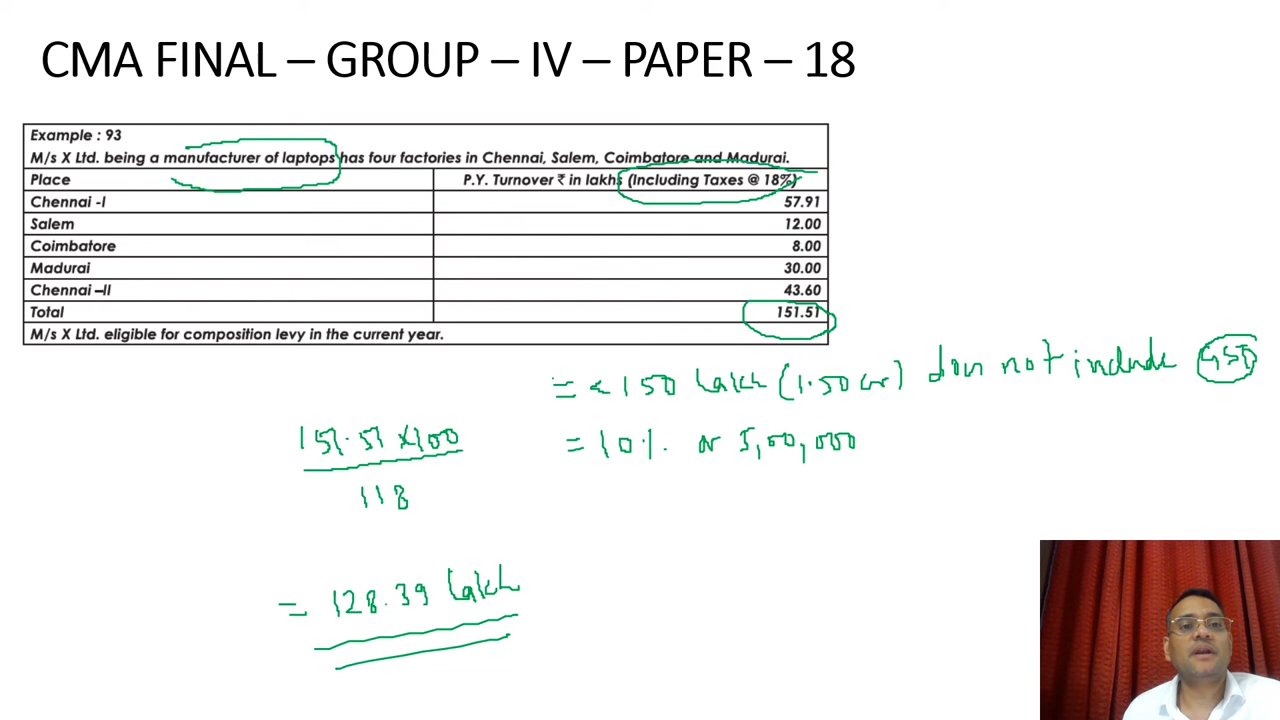 CMA FINAL – GROUP – IV – PAPER – 18
Example : 93
M/s X Ltd. being a manufacturer of laptops has four factories in Chennai, Salem, Coimbatore and Madurai.
Place P.Y. Turnover ₹ in lakhs (Including Taxes @ 18%)
Chennai -I 57.91
Salem 12.00
Coimbatore 8.00
Madurai 30.00
Chennai –II 43.60
Total 151.51
M/s X Ltd. eligible for composition levy in the current year.
= < 150 lakh (1.50 cr) does not include GST
= 10% or 5,00,000
151.51 x 100
118
= 128.39 lakh